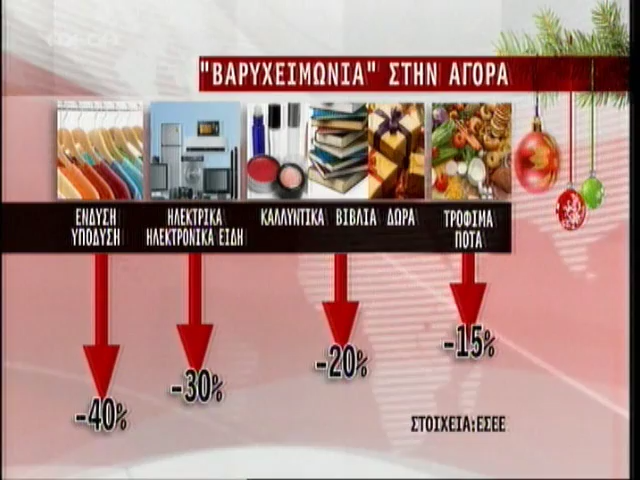 "ΒΑΡΥΧΕΙΜΩΝΙΑ" ΣΤΗΝ ΑΓΟΡΑ
ΕΝΔΥΣΗ
ΥΠΟΔΥΣΗ
ΗΛΕΚΤΡΙΚΑ
ΗΛΕΚΤΡΟΝΙΚΑ ΕΙΔΗ
ΚΑΛΛΥΝΤΙΚΑ ΒΙΒΛΙΑ ΔΩΡΑ
ΤΡΟΦΙΜΑ
ΠΟΤΑ
-40%
-30%
-20%
-15%
ΣΤΟΙΧΕΙΑ:ΕΣΕΕ